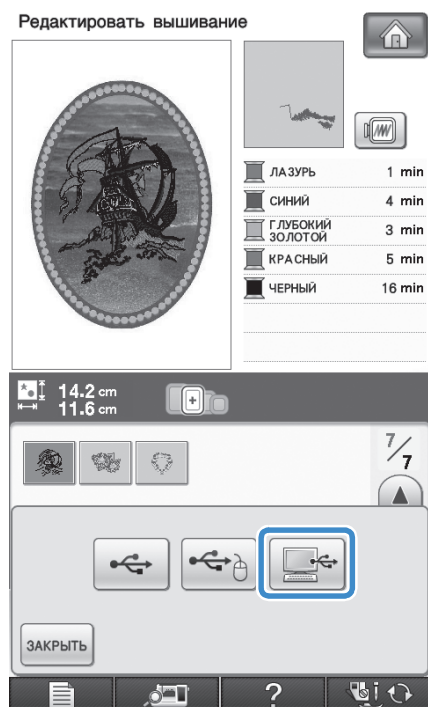 Редактировать вышивание
ЛАЗУРЬ 1 min
СИНИЙ 4 min
ГЛУБОКИЙ
ЗОЛОТОЙ 3 min
КРАСНЫЙ 5 min
ЧЕРНЫЙ 16 min
14.2 cm
11.6 cm
7/7
ЗАКРЫТЬ
?